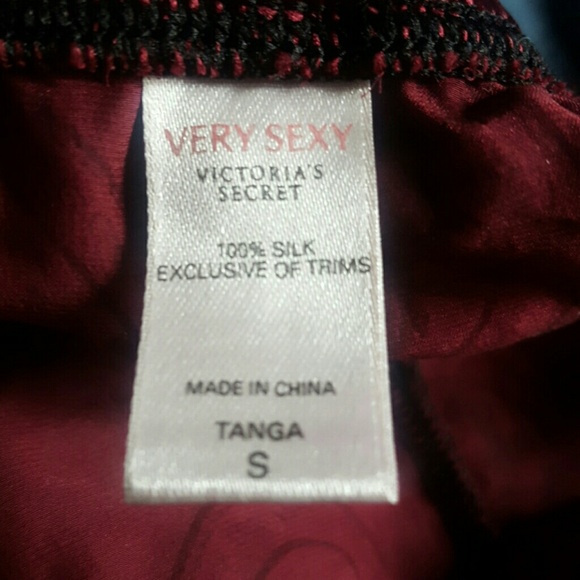 VERY SEXY
VICTORIA'S
SECRET
100% SILK
EXCLUSIVE OF TRIMS
MADE IN CHINA
TANGA
S